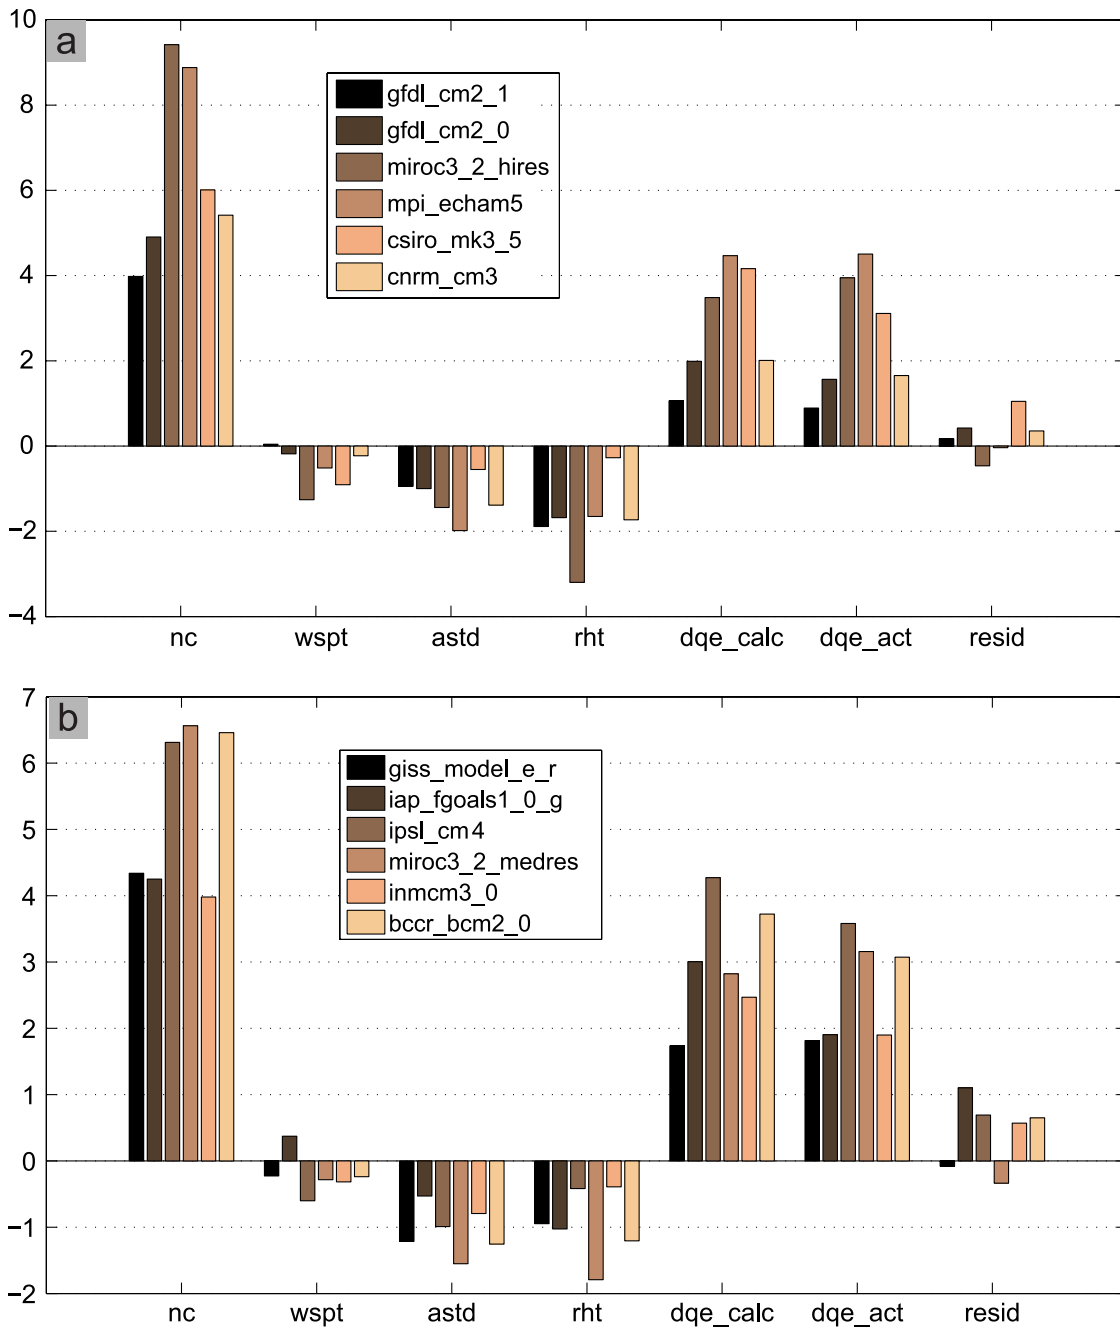 10
8
6
4
2
0
−2
−4
a
gfdl_cm2_1
gfdl_cm2_0
miroc3_2_hires
mpi_echam5
csiro_mk3_5
cnrm_cm3
nc wspt astd rht dqe_calc dqe_act resid
7
6
5
4
3
2
1
0
−1
−2
b
giss_model_e_r
iap_fgoals1_0_g
ipsl_cm4
miroc3_2_medres
inmcm3_0
bccr_bcm2_0
nc wspt astd rht dqe_calc dqe_act resid